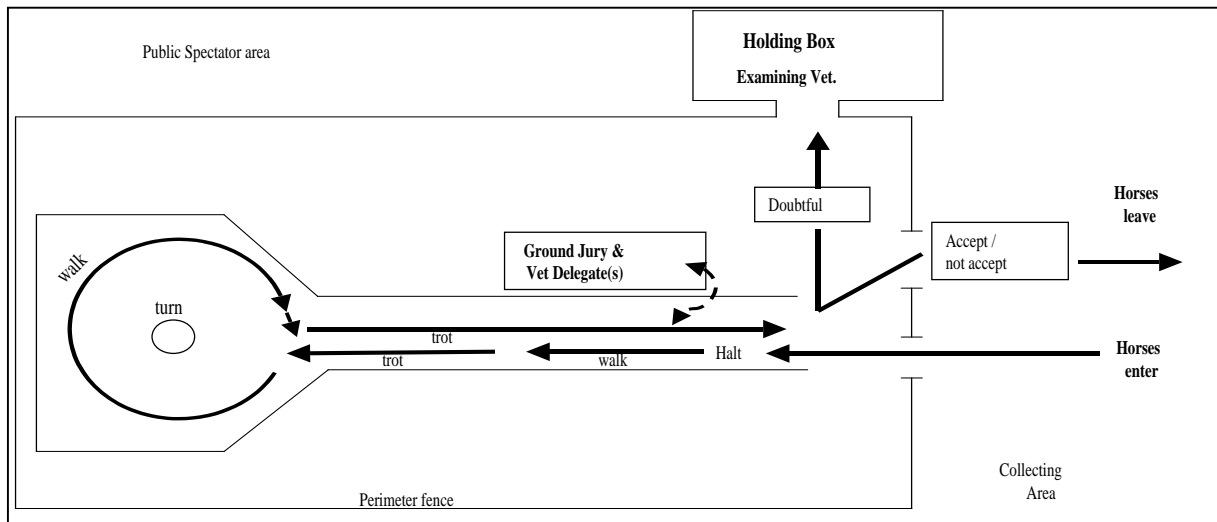 Public Spectator area
Holding Box
Examining Vet.
Doubtful
Horses
leave
Accept /
not accept
Ground Jury &
Vet Delegate(s)
walk
turn
trot
trot
walk
Halt
Horses
enter
Collecting
Area
Perimeter fence